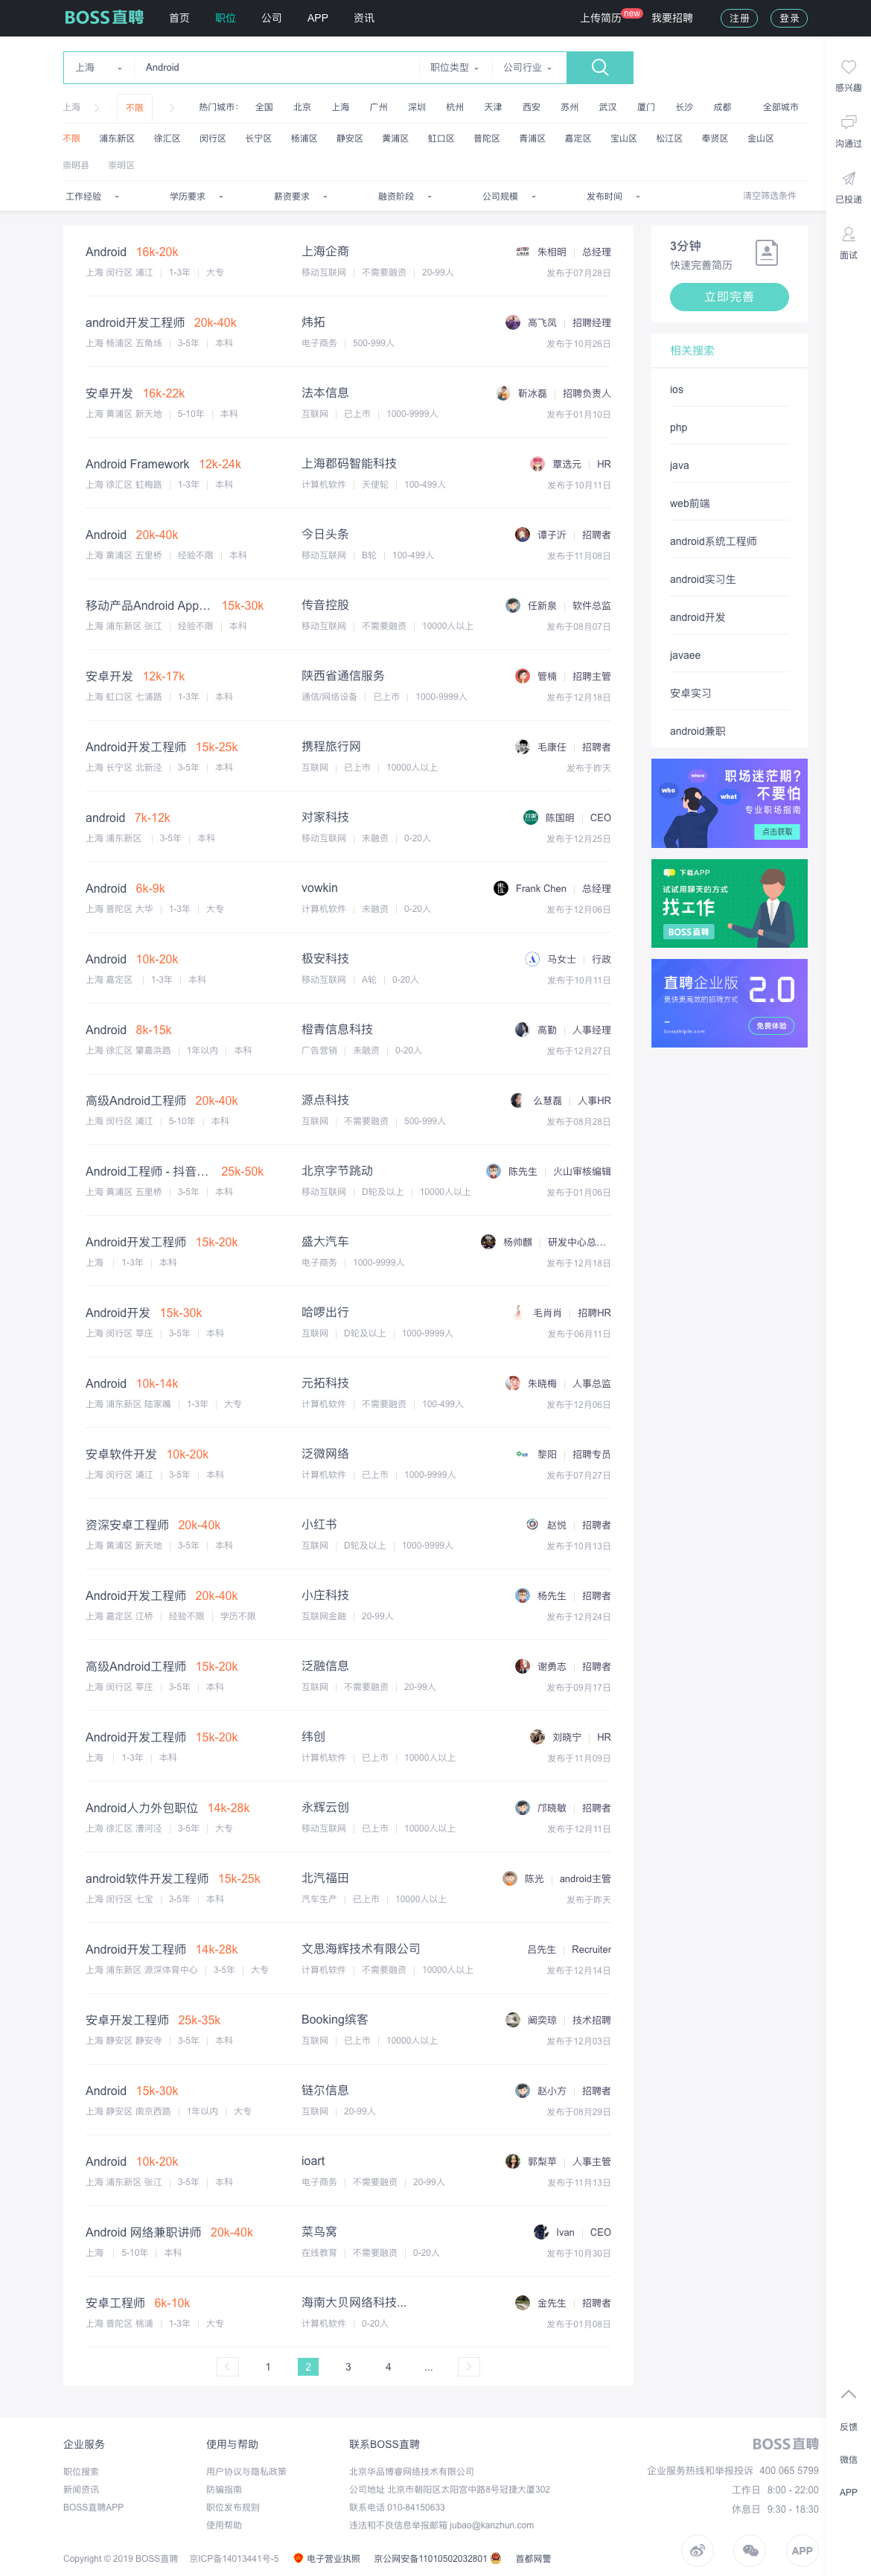 BOSS直聘 首页 职位 公司 APP 资讯 上传简历 new 我要招聘 注册 登录
上海 Android 职位类型 公司行业
上海 不限 热门城市： 全国 北京 上海 广州 深圳 杭州 天津 西安 苏州 武汉 厦门 长沙 成都 全部城市
不限 浦东新区 徐汇区 闵行区 长宁区 杨浦区 静安区 黄浦区 虹口区 普陀区 青浦区 嘉定区 宝山区 松江区 奉贤区 金山区
崇明县 崇明区
工作经验 学历要求 薪资要求 融资阶段 公司规模 发布时间 清空筛选条件
感兴趣
沟通过
已投递
面试
Android 16k-20k 上海企商 朱相明 总经理
上海 闵行区 浦江 1-3年 大专 移动互联网 不需要融资 20-99人 发布于07月28日
android开发工程师 20k-40k 炜拓 高飞凤 招聘经理
上海 杨浦区 五角场 3-5年 本科 电子商务 500-999人 发布于10月26日
安卓开发 16k-22k 法本信息 靳冰磊 招聘负责人
上海 黄浦区 新天地 5-10年 本科 互联网 已上市 1000-9999人 发布于01月10日
Android Framework 12k-24k 上海郡码智能科技 覃选元 HR
上海 徐汇区 虹梅路 1-3年 本科 计算机软件 天使轮 100-499人 发布于10月11日
Android 20k-40k 今日头条 谭子沂 招聘者
上海 黄浦区 五里桥 经验不限 本科 移动互联网 B轮 100-499人 发布于11月08日
移动产品Android App… 15k-30k 传音控股 任新泉 软件总监
上海 浦东新区 张江 经验不限 本科 移动互联网 不需要融资 10000人以上 发布于08月07日
安卓开发 12k-17k 陕西省通信服务 管楠 招聘主管
上海 虹口区 七浦路 1-3年 本科 通信/网络设备 已上市 1000-9999人 发布于12月18日
Android开发工程师 15k-25k 携程旅行网 毛康任 招聘者
上海 长宁区 北新泾 3-5年 本科 互联网 已上市 10000人以上 发布于昨天
android 7k-12k 对家科技 陈国明 CEO
上海 浦东新区 3-5年 本科 移动互联网 未融资 0-20人 发布于12月25日
Android 6k-9k vowkin Frank Chen 总经理
上海 普陀区 大华 1-3年 大专 计算机软件 未融资 0-20人 发布于12月06日
Android 10k-20k 极安科技 马女士 行政
上海 嘉定区 1-3年 本科 移动互联网 A轮 0-20人 发布于10月11日
Android 8k-15k 橙青信息科技 高勤 人事经理
上海 徐汇区 肇嘉浜路 1年以内 本科 广告营销 未融资 0-20人 发布于12月27日
高级Android工程师 20k-40k 源点科技 么慧磊 人事HR
上海 闵行区 浦江 5-10年 本科 互联网 不需要融资 500-999人 发布于08月28日
Android工程师 - 抖音… 25k-50k 北京字节跳动 陈先生 火山审核编辑
上海 黄浦区 五里桥 3-5年 本科 移动互联网 D轮及以上 10000人以上 发布于01月06日
Android开发工程师 15k-20k 盛大汽车 杨帅麒 研发中心总…
上海 1-3年 本科 电子商务 1000-9999人 发布于12月18日
Android开发 15k-30k 哈啰出行 毛肖肖 招聘HR
上海 闵行区 莘庄 3-5年 本科 互联网 D轮及以上 1000-9999人 发布于06月11日
Android 10k-14k 元拓科技 朱晓梅 人事总监
上海 浦东新区 陆家嘴 1-3年 大专 计算机软件 不需要融资 100-499人 发布于12月06日
安卓软件开发 10k-20k 泛微网络 黎阳 招聘专员
上海 闵行区 浦江 3-5年 本科 计算机软件 已上市 1000-9999人 发布于07月27日
资深安卓工程师 20k-40k 小红书 赵悦 招聘者
上海 黄浦区 新天地 3-5年 本科 互联网 D轮及以上 1000-9999人 发布于10月13日
Android开发工程师 20k-40k 小庄科技 杨先生 招聘者
上海 嘉定区 江桥 经验不限 学历不限 互联网金融 20-99人 发布于12月24日
高级Android工程师 15k-20k 泛融信息 谢勇志 招聘者
上海 闵行区 莘庄 3-5年 本科 互联网 不需要融资 20-99人 发布于09月17日
Android开发工程师 15k-20k 纬创 刘晓宁 HR
上海 1-3年 本科 计算机软件 已上市 10000人以上 发布于11月09日
Android人力外包职位 14k-28k 永辉云创 邝晓敏 招聘者
上海 徐汇区 漕河泾 3-5年 大专 移动互联网 已上市 10000人以上 发布于12月11日
android软件开发工程师 15k-25k 北汽福田 陈光 android主管
上海 闵行区 七宝 3-5年 本科 汽车生产 已上市 10000人以上 发布于昨天
Android开发工程师 14k-28k 文思海辉技术有限公司 吕先生 Recruiter
上海 浦东新区 源深体育中心 3-5年 大专 计算机软件 不需要融资 10000人以上 发布于12月14日
安卓开发工程师 25k-35k Booking缤客 阚奕琼 技术招聘
上海 静安区 静安寺 3-5年 本科 互联网 已上市 10000人以上 发布于12月03日
Android 15k-30k 链尔信息 赵小方 招聘者
上海 静安区 南京西路 1年以内 大专 互联网 20-99人 发布于08月29日
Android 10k-20k ioart 郭梨苹 人事主管
上海 浦东新区 张江 3-5年 本科 电子商务 不需要融资 20-99人 发布于11月13日
Android 网络兼职讲师 20k-40k 菜鸟窝 Ivan CEO
上海 5-10年 本科 在线教育 不需要融资 0-20人 发布于10月30日
安卓工程师 6k-10k 海南大贝网络科技... 金先生 招聘者
上海 普陀区 桃浦 1-3年 大专 计算机软件 0-20人 发布于01月08日
1 2 3 4 ...
3分钟
快速完善简历
立即完善
相关搜索
ios
php
java
web前端
android系统工程师
android实习生
android开发
javaee
安卓实习
android兼职
who where what 职场迷茫期?
不要怕
专业职场指南
点击获取
下载APP
试试用聊天的方式
找工作
BOSS直聘
直聘企业版 2.0
更快更高效的招聘方式
bosszhipin.com 免费体验
反馈
微信
APP
企业服务 使用与帮助 联系BOSS直聘 BOSS直聘
职位搜索 用户协议与隐私政策 北京华品博睿网络技术有限公司 企业服务热线和举报投诉 400 065 5799
新闻资讯 防骗指南 公司地址 北京市朝阳区太阳宫中路8号冠捷大厦302 工作日 8:00 - 22:00
BOSS直聘APP 职位发布规则 联系电话 010-84150633 休息日 9:30 - 18:30
使用帮助 违法和不良信息举报邮箱 jubao@kanzhun.com
Copyright © 2019 BOSS直聘 京ICP备14013441号-5 电子营业执照 京公网安备11010502032801 首都网警 APP